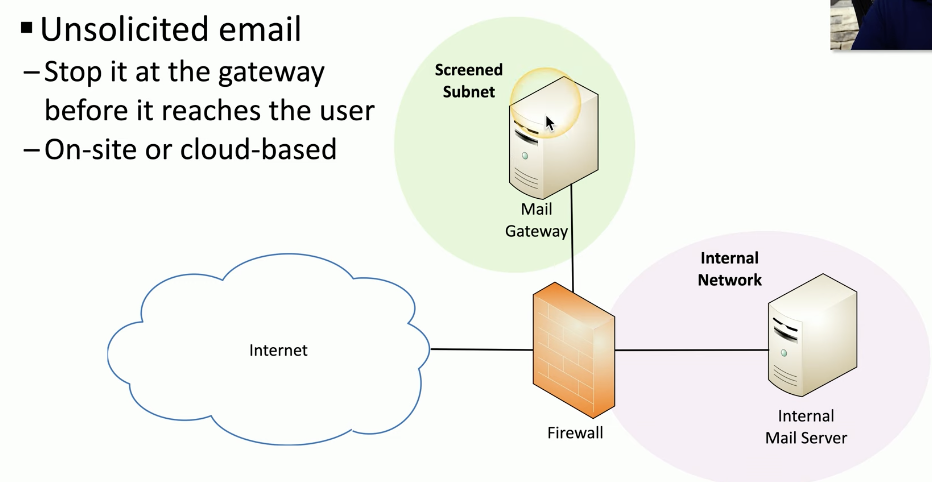 ▪ Unsolicited email
– Stop it at the gateway
before it reaches the user
– On-site or cloud-based
Screened
Subnet
Mail
Gateway
Internal
Network
Internet
Firewall
Internal
Mail Server